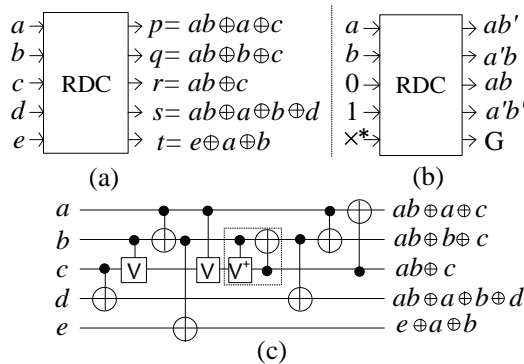 a p = ab⊕a⊕c
b q = ab⊕b⊕c
c RDC r = ab⊕c
d s = ab⊕a⊕b⊕d
e t = e⊕a⊕b
(a)
a ab'
b a'b
0 RDC ab
1 a'b'
×* G
(b)
a ab⊕a⊕c
b ab⊕b⊕c
c V V V⁺ ab⊕c
d ab⊕a⊕b⊕d
e e⊕a⊕b
(c)